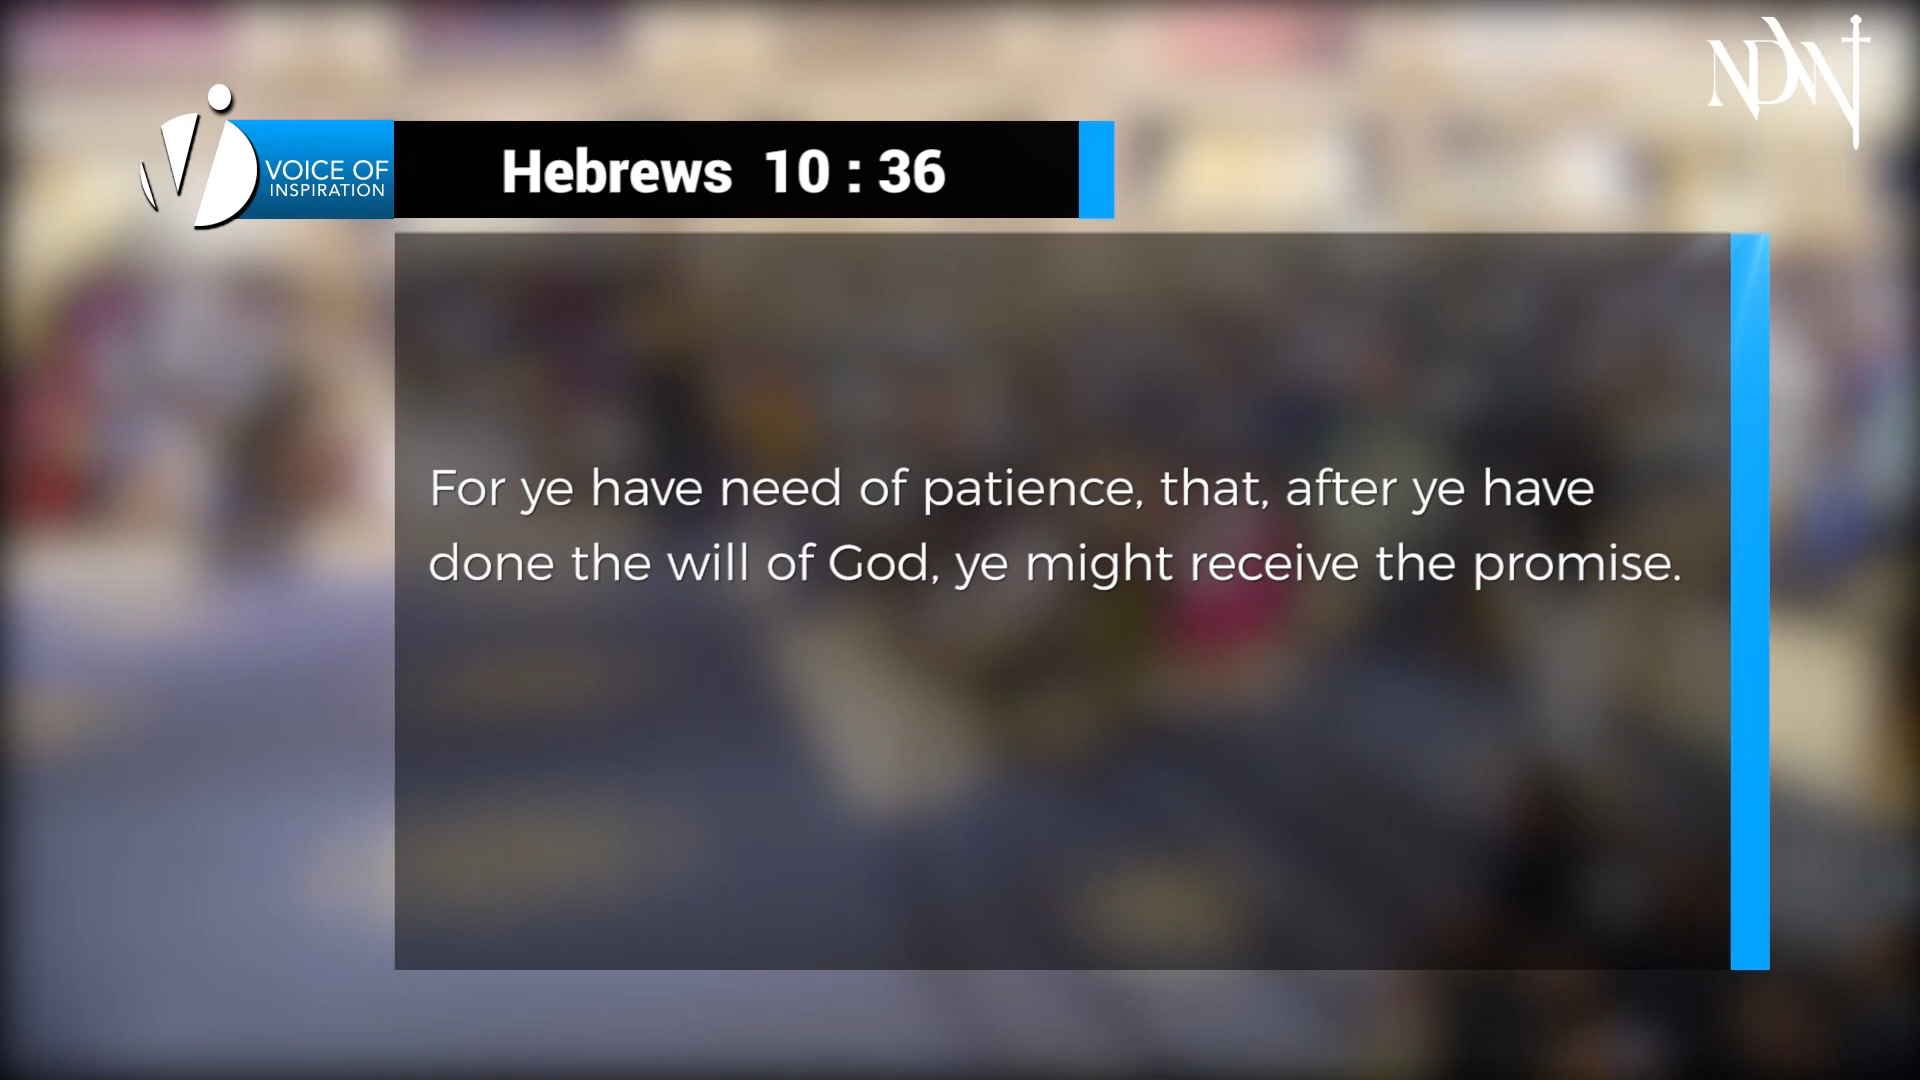 NDW
VOICE OF
INSPIRATION
Hebrews 10 : 36
For ye have need of patience, that, after ye have
done the will of God, ye might receive the promise.